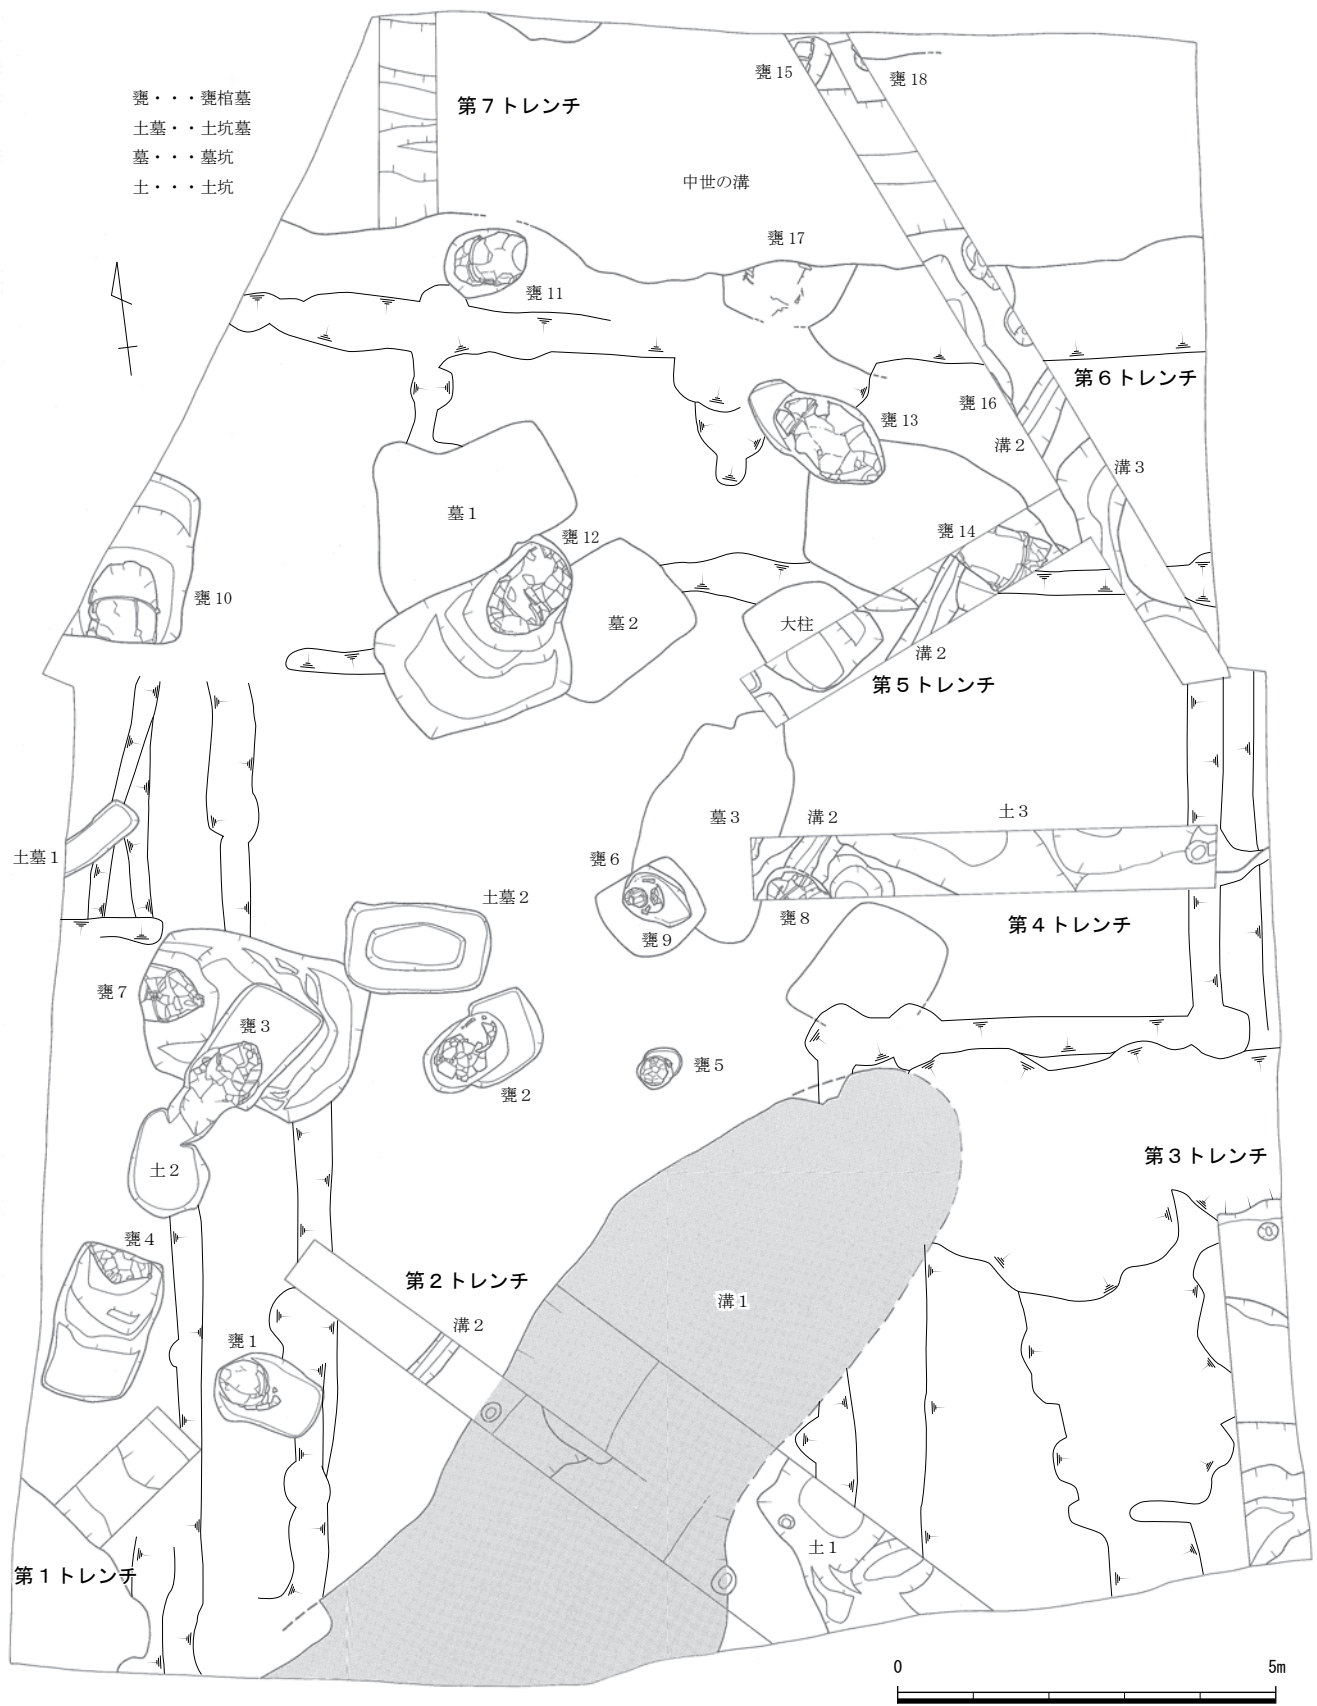 甕・・・甕棺墓
土墓・・土坑墓
墓・・・墓坑
土・・・土坑
第7トレンチ
甕15
甕18
中世の溝
甕17
甕11
第6トレンチ
甕16
甕13
溝2
溝3
墓1
甕12
甕14
甕10
墓2
大柱
溝2
第5トレンチ
墓3
溝2
土3
土墓1
甕6
土墓2
甕8
第4トレンチ
甕9
甕7
甕3
甕5
甕2
土2
第3トレンチ
甕4
第2トレンチ
溝1
溝2
甕1
土1
第1トレンチ
0
5m